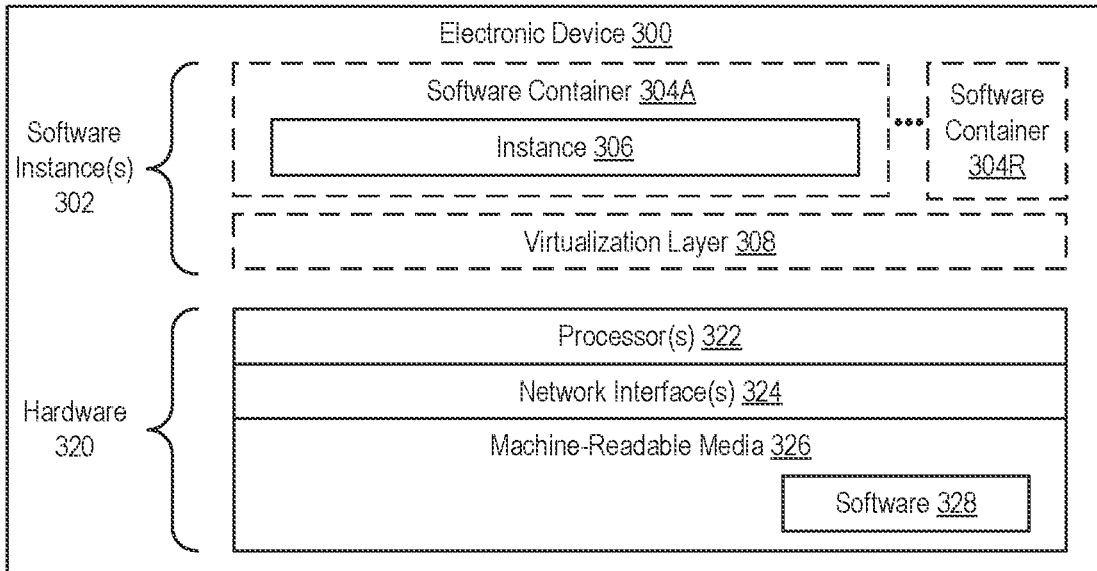 Electronic Device 300
Software Container 304A
Instance 306
Software
Container
304R
Software
Instance(s)
302
Virtualization Layer 308
Processor(s) 322
Network Interface(s) 324
Hardware
320
Machine-Readable Media 326
Software 328